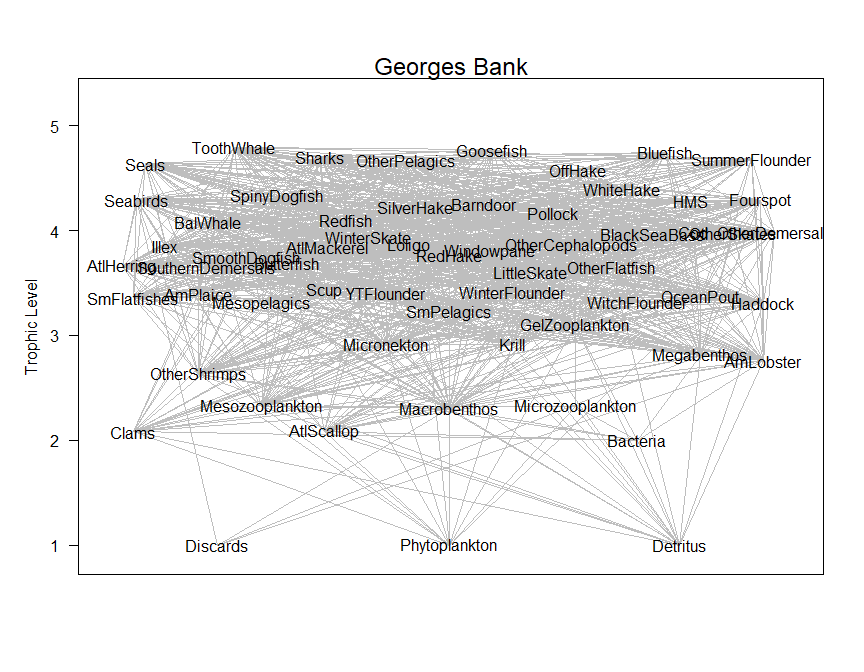 Georges Bank
Trophic Level
5
4
3
2
1
ToothWhale
Goosefish
Bluefish
Seals
Sharks
OtherPelagics
SummerFlounder
OffHake
WhiteHake
SpinyDogfish
Seabirds
HMS
Fourspot
SilverHake
Barndoor
Pollock
BalWhale
Redfish
WinterSkate
BlackSeaBass
Cod
OtherSkates
OtherDemersals
Illex
AtlMackerel
Loligo
OtherCephalopods
Windowpane
RedHake
SmoothDogfish
Butterfish
AtlHerring
SouthernDemersals
LittleSkate
OtherFlatfish
SmFlatfishes
AmPlaice
Mesopelagics
Scup
YTFlounder
WinterFlounder
WitchFlounder
OceanPout
Haddock
SmPelagics
GelZooplankton
Micronekton
Krill
Megabenthos
AmLobster
OtherShrimps
Mesozooplankton
Macrobenthos
Microzooplankton
Clams
AtlScallop
Bacteria
Discards
Phytoplankton
Detritus